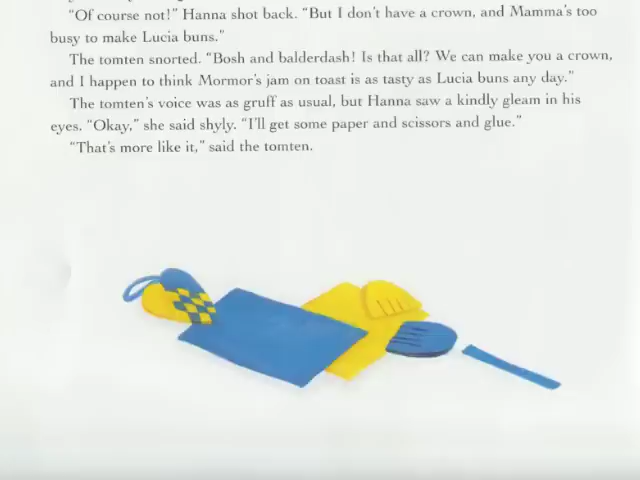 "Of course not!" Hanna shot back. "But I don't have a crown, and Mamma's too
busy to make Lucia buns."
The tomten snorted. "Bosh and balderdash! Is that all? We can make you a crown,
and I happen to think Mormor's jam on toast is as tasty as Lucia buns any day."
The tomten's voice was as gruff as usual, but Hanna saw a kindly gleam in his
eyes. "Okay," she said shyly. "I'll get some paper and scissors and glue."
"That's more like it," said the tomten.